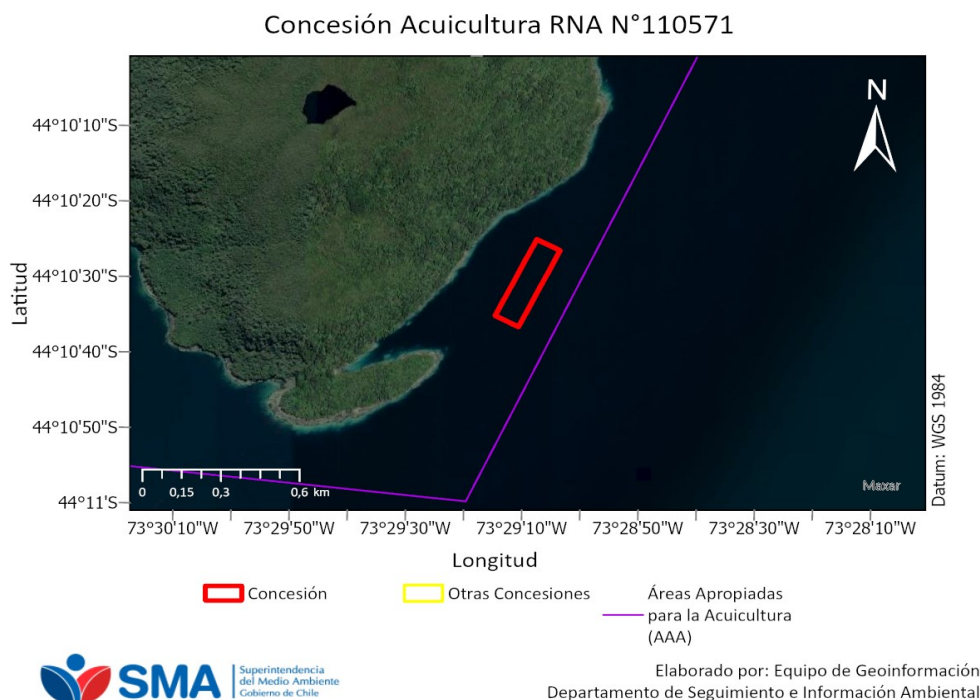 Concesión Acuicultura RNA N°110571
N
44°10'10"S
44°10'20"S
44°10'30"S
44°10'40"S
44°10'50"S
44°11'S
Latitud
0 0,15 0,3 0,6 km
Maxar
Datum: WGS 1984
73°30'10"W 73°29'50"W 73°29'30"W 73°29'10"W 73°28'50"W 73°28'30"W 73°28'10"W
Longitud
Concesión
Otras Concesiones
Áreas Apropiadas
para la Acuicultura
(AAA)
SMA
Superintendencia
del Medio Ambiente
Gobierno de Chile
Elaborado por: Equipo de Geoinformación
Departamento de Seguimiento e Información Ambiental